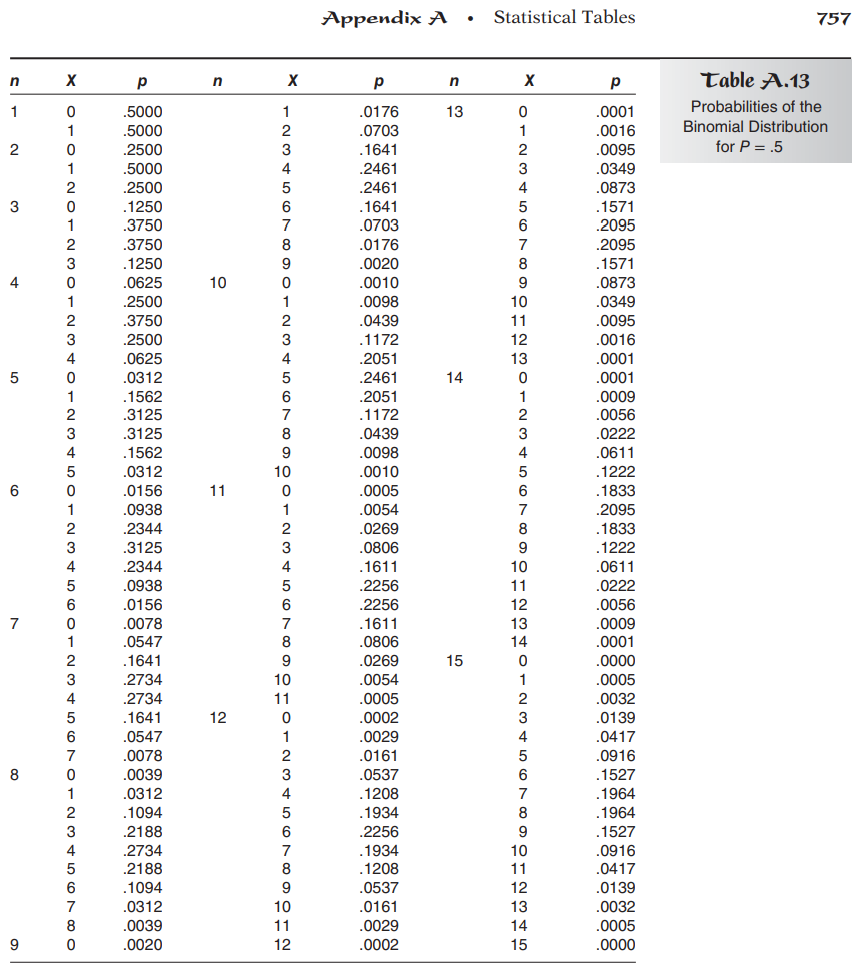 Appendix A • Statistical Tables 757
n X p n X p n X p
1 0 .5000 1 .0176 13 0 .0001
1 .5000 2 .0703 1 .0016
2 0 .2500 3 .1641 2 .0095
1 .5000 4 .2461 3 .0349
2 .2500 5 .2461 4 .0873
3 0 .1250 6 .1641 5 .1571
1 .3750 7 .0703 6 .2095
2 .3750 8 .0176 7 .2095
3 .1250 9 .0020 8 .1571
4 0 .0625 10 0 .0010 9 .0873
1 .2500 1 .0098 10 .0349
2 .3750 2 .0439 11 .0095
3 .2500 3 .1172 12 .0016
4 .0625 4 .2051 13 .0001
5 0 .0312 5 .2461 14 0 .0001
1 .1562 6 .2051 1 .0009
2 .3125 7 .1172 2 .0056
3 .3125 8 .0439 3 .0222
4 .1562 9 .0098 4 .0611
5 .0312 10 .0010 5 .1222
6 0 .0156 11 0 .0005 6 .1833
1 .0938 1 .0054 7 .2095
2 .2344 2 .0269 8 .1833
3 .3125 3 .0806 9 .1222
4 .2344 4 .1611 10 .0611
5 .0938 5 .2256 11 .0222
6 .0156 6 .2256 12 .0056
7 0 .0078 7 .1611 13 .0009
1 .0547 8 .0806 14 .0001
2 .1641 9 .0269 15 0 .0000
3 .2734 10 .0054 1 .0005
4 .2734 11 .0005 2 .0032
5 .1641 12 0 .0002 3 .0139
6 .0547 1 .0029 4 .0417
7 .0078 2 .0161 5 .0916
8 0 .0039 3 .0537 6 .1527
1 .0312 4 .1208 7 .1964
2 .1094 5 .1934 8 .1964
3 .2188 6 .2256 9 .1527
4 .2734 7 .1934 10 .0916
5 .2188 8 .1208 11 .0417
6 .1094 9 .0537 12 .0139
7 .0312 10 .0161 13 .0032
8 .0039 11 .0029 14 .0005
9 0 .0020 12 .0002 15 .0000
Table A.13
Probabilities of the
Binomial Distribution
for P = .5